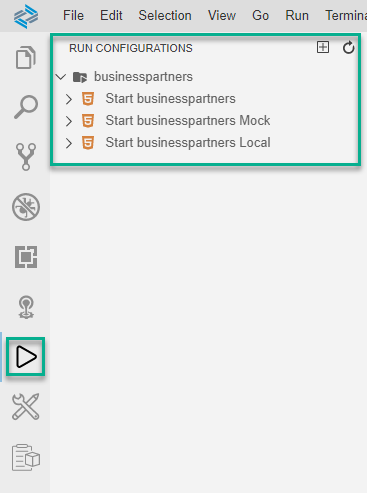 File Edit Selection View Go Run Termina
RUN CONFIGURATIONS
businesspartners
Start businesspartners
Start businesspartners Mock
Start businesspartners Local